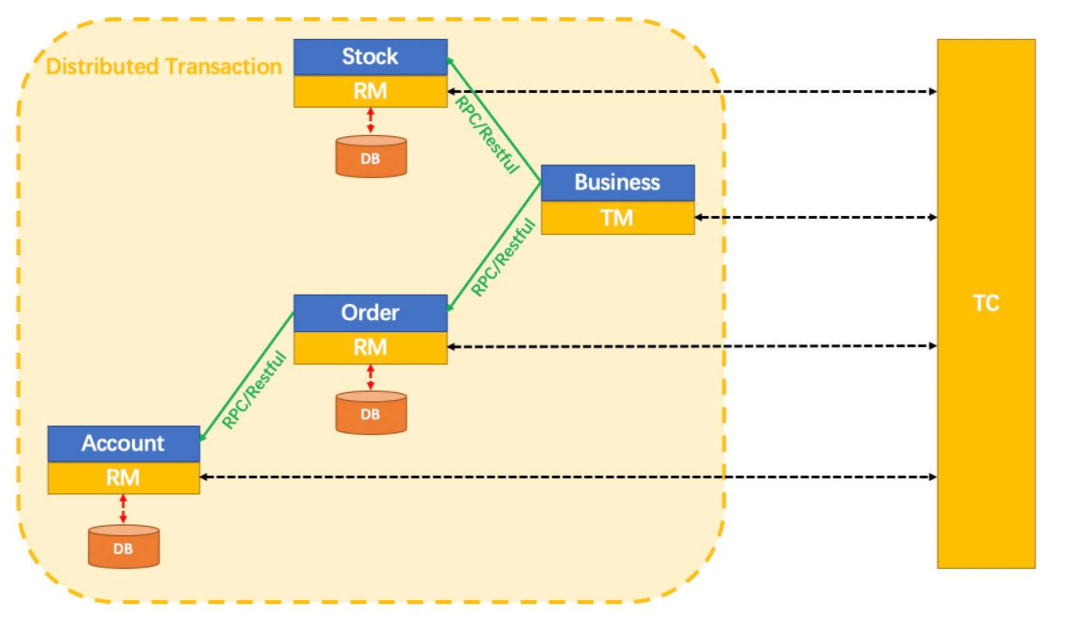 Distributed Transaction
Stock
RM
DB
RPC/Restful
Business
TM
RPC/Restful
Order
RM
DB
RPC/Restful
Account
RM
DB
TC